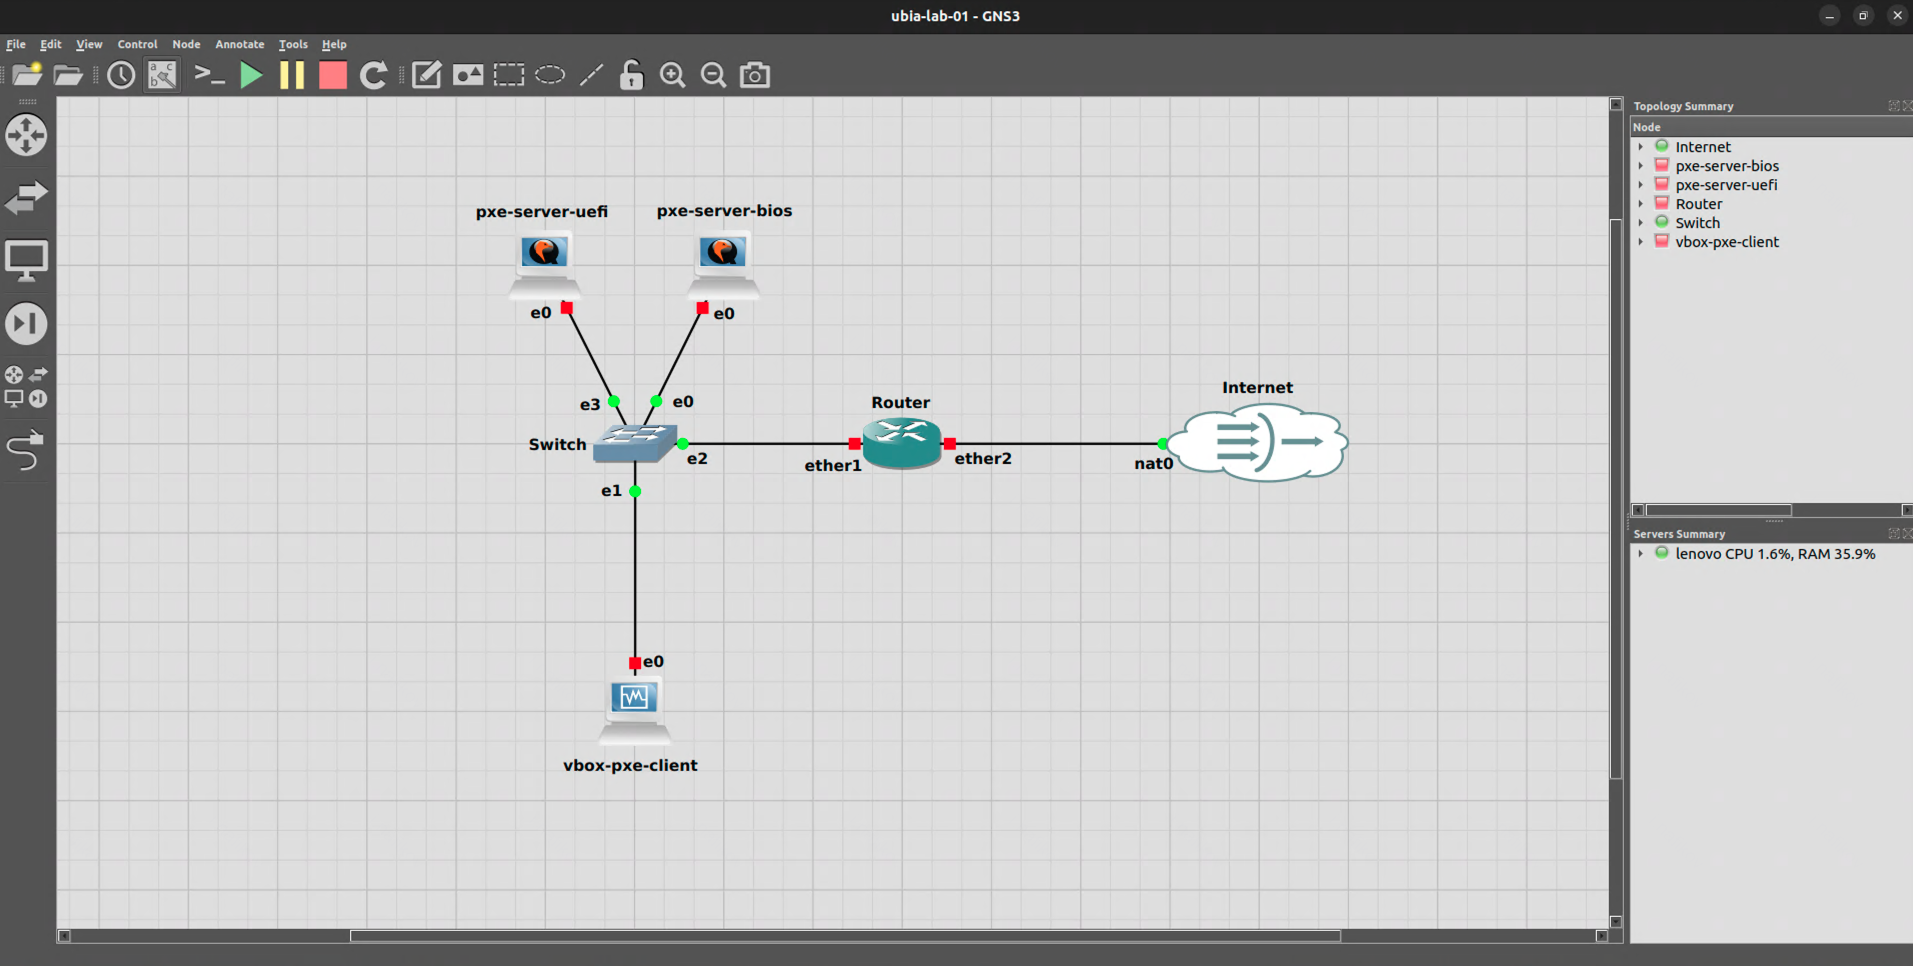 ubia-lab-01 - GNS3
File Edit View Control Node Annotate Tools Help
Topology Summary
Node
Internet
pxe-server-bios
pxe-server-uefi
Router
Switch
vbox-pxe-client
Servers Summary
lenovo CPU 1.6%, RAM 35.9%
pxe-server-uefi
pxe-server-bios
e0
e0
e3
e0
Switch
e2
e1
ether1
Router
ether2
nat0
Internet
e0
vbox-pxe-client